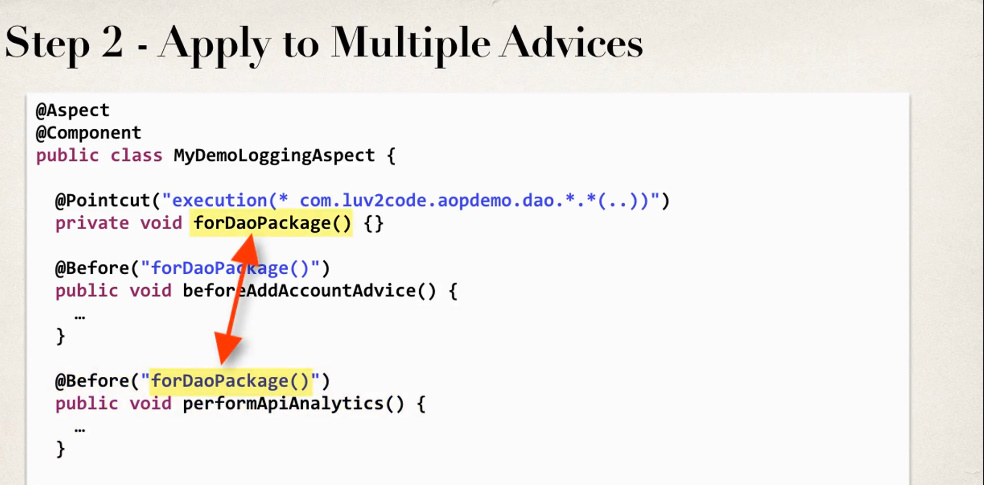 Step 2 - Apply to Multiple Advices
@Aspect
@Component
public class MyDemoLoggingAspect {
@Pointcut("execution(* com.luv2code.aopdemo.dao.*.*(..))")
private void forDaoPackage() {}
@Before("forDaoPackage()")
public void beforeAddAccountAdvice() {
…
}
@Before("forDaoPackage()")
public void performApiAnalytics() {
…
}